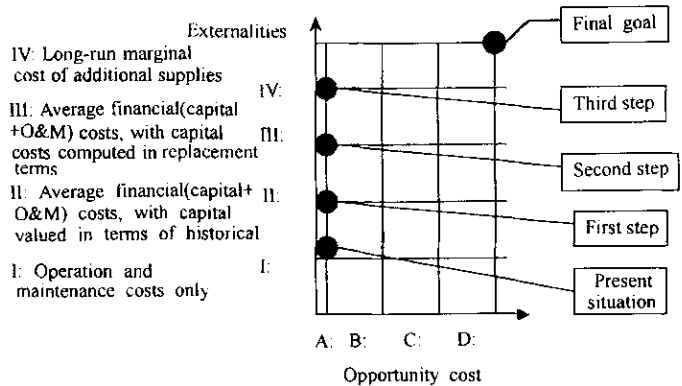 Externalities
IV: Long-run marginal
cost of additional supplies
III: Average financial(capital
+O&M) costs, with capital
costs computed in replacement
terms
II: Average financial(capital+
O&M) costs, with capital
valued in terms of historical
I: Operation and
maintenance costs only
IV:
III:
II:
I:
Final goal
Third step
Second step
First step
Present
situation
A: B: C: D:
Opportunity cost